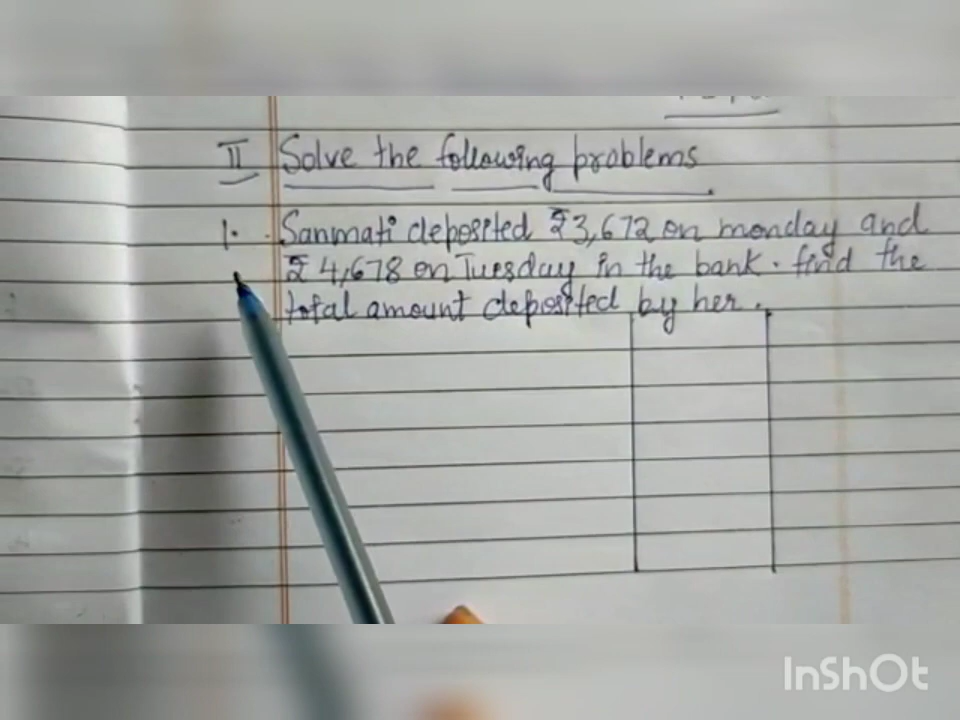 II Solve the following problems.
1. Sanmati deposited ₹3,672 on monday and
₹4,678 on Tuesday in the bank. find the
total amount deposited by her.
InShOt